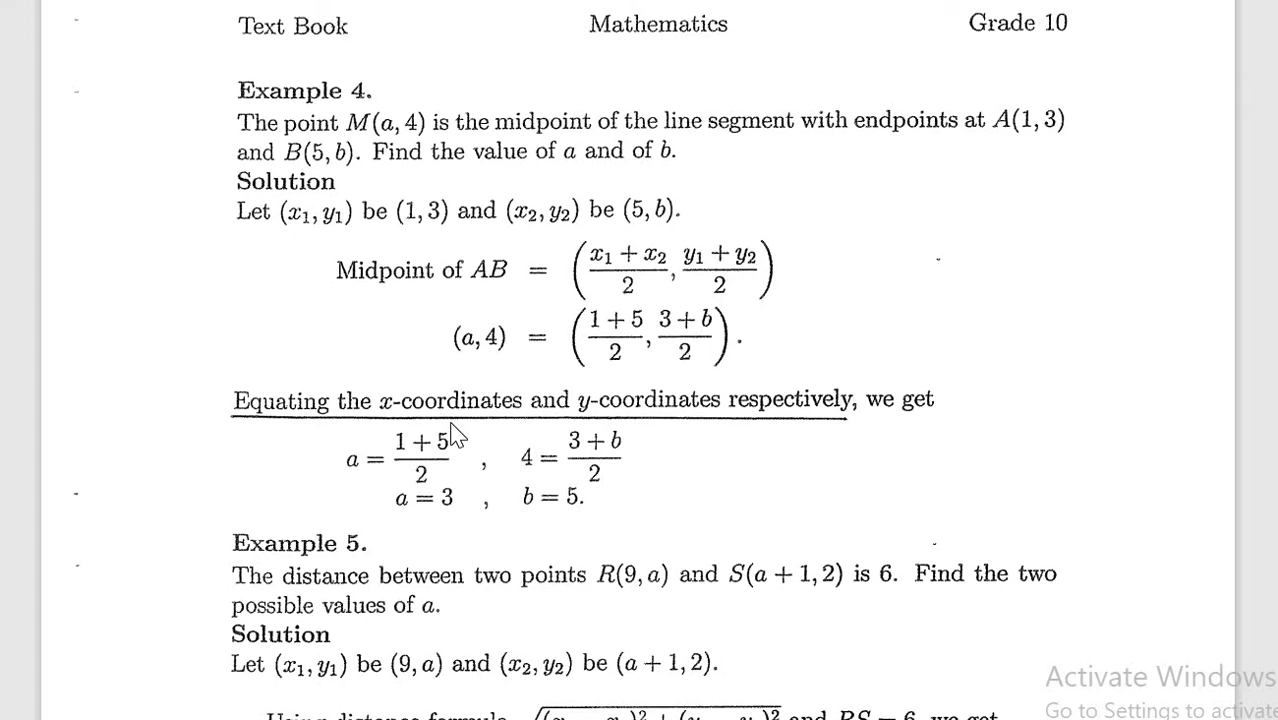 Text Book Mathematics Grade 10
Example 4.
The point M(a, 4) is the midpoint of the line segment with endpoints at A(1, 3)
and B(5, b). Find the value of a and of b.
Solution
Let (x₁, y₁) be (1, 3) and (x₂, y₂) be (5, b).
Midpoint of AB = ((x₁ + x₂)/2, (y₁ + y₂)/2)
(a, 4) = ((1 + 5)/2, (3 + b)/2).
Equating the x-coordinates and y-coordinates respectively, we get
a = (1 + 5)/2 , 4 = (3 + b)/2
a = 3 , b = 5.
Example 5.
The distance between two points R(9, a) and S(a + 1, 2) is 6. Find the two
possible values of a.
Solution
Let (x₁, y₁) be (9, a) and (x₂, y₂) be (a + 1, 2).
Activate Windows
Go to Settings to activate